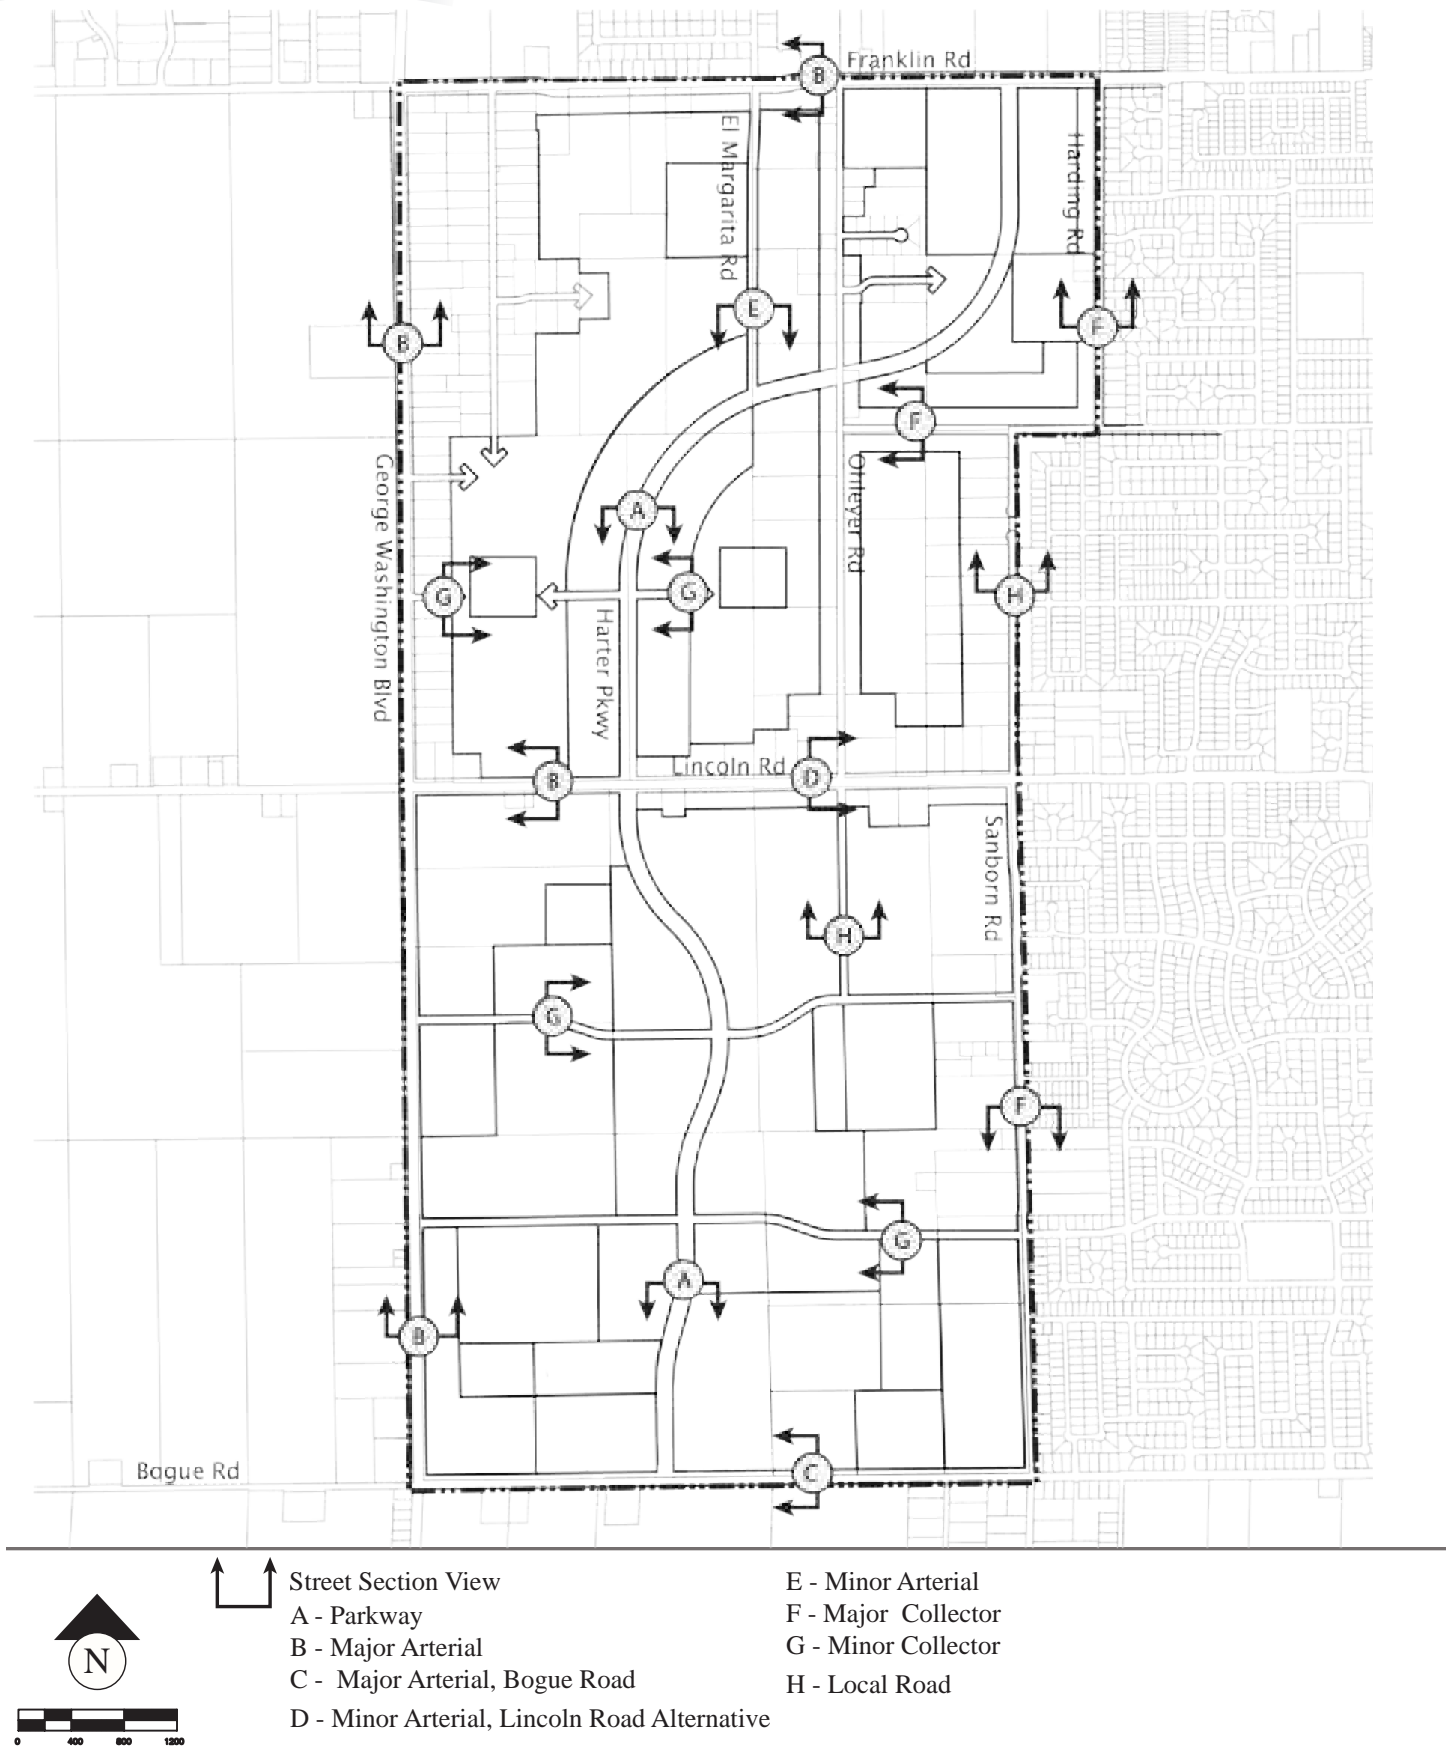 Franklin Rd
B
El Margarita Rd
Harding Rd
E
B
F
F
George Washington Blvd
Ohleyer Rd
A
G
G
H
Harter Pkwy
Lincoln Rd
B
D
Sanborn Rd
H
G
F
G
A
B
Bogue Rd
C
Street Section View
A - Parkway
B - Major Arterial
C - Major Arterial, Bogue Road
D - Minor Arterial, Lincoln Road Alternative
E - Minor Arterial
F - Major Collector
G - Minor Collector
H - Local Road
N
0 400 800 1200